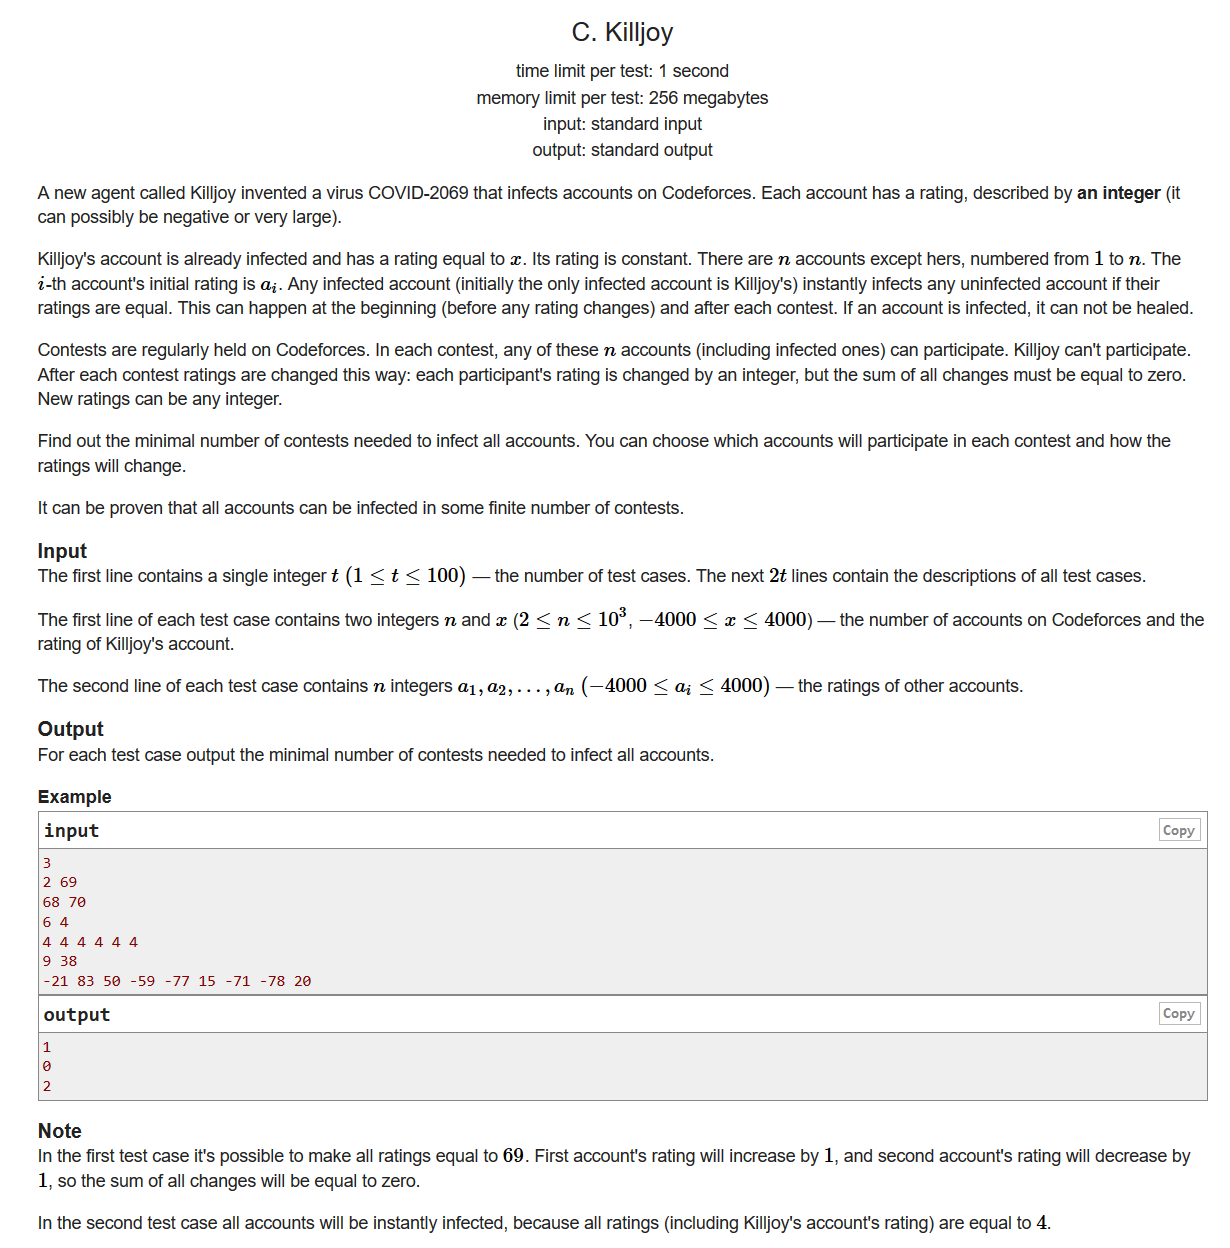 C. Killjoy
time limit per test: 1 second
memory limit per test: 256 megabytes
input: standard input
output: standard output
A new agent called Killjoy invented a virus COVID-2069 that infects accounts on Codeforces. Each account has a rating, described by an integer (it
can possibly be negative or very large).
Killjoy's account is already infected and has a rating equal to x. Its rating is constant. There are n accounts except hers, numbered from 1 to n. The
i-th account's initial rating is aᵢ. Any infected account (initially the only infected account is Killjoy's) instantly infects any uninfected account if their
ratings are equal. This can happen at the beginning (before any rating changes) and after each contest. If an account is infected, it can not be healed.
Contests are regularly held on Codeforces. In each contest, any of these n accounts (including infected ones) can participate. Killjoy can't participate.
After each contest ratings are changed this way: each participant's rating is changed by an integer, but the sum of all changes must be equal to zero.
New ratings can be any integer.
Find out the minimal number of contests needed to infect all accounts. You can choose which accounts will participate in each contest and how the
ratings will change.
It can be proven that all accounts can be infected in some finite number of contests.
Input
The first line contains a single integer t (1 ≤ t ≤ 100) — the number of test cases. The next 2t lines contain the descriptions of all test cases.
The first line of each test case contains two integers n and x (2 ≤ n ≤ 10³, −4000 ≤ x ≤ 4000) — the number of accounts on Codeforces and the
rating of Killjoy's account.
The second line of each test case contains n integers a₁, a₂, . . . , aₙ (−4000 ≤ aᵢ ≤ 4000) — the ratings of other accounts.
Output
For each test case output the minimal number of contests needed to infect all accounts.
Example
input Copy
3
2 69
68 70
6 4
4 4 4 4 4 4
9 38
-21 83 50 -59 -77 15 -71 -78 20
output Copy
1
0
2
Note
In the first test case it's possible to make all ratings equal to 69. First account's rating will increase by 1, and second account's rating will decrease by
1, so the sum of all changes will be equal to zero.
In the second test case all accounts will be instantly infected, because all ratings (including Killjoy's account's rating) are equal to 4.